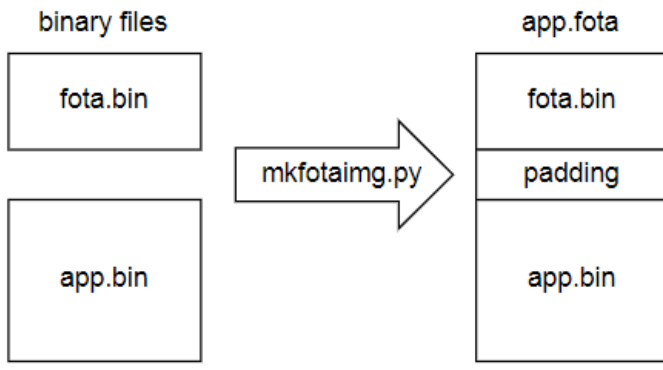 binary files
fota.bin
app.bin
mkfotaimg.py
app.fota
fota.bin
padding
app.bin